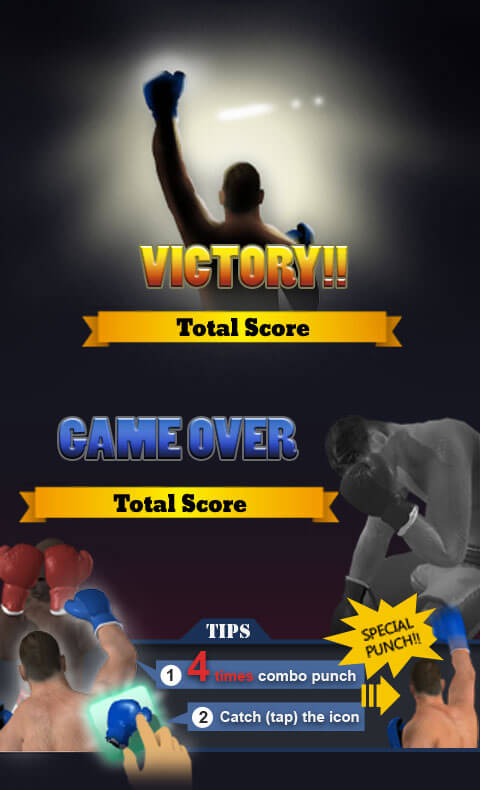 VICTORY!!
Total Score
GAME OVER
Total Score
TIPS
SPECIAL
PUNCH!!
1 4 times combo punch
2 Catch (tap) the icon